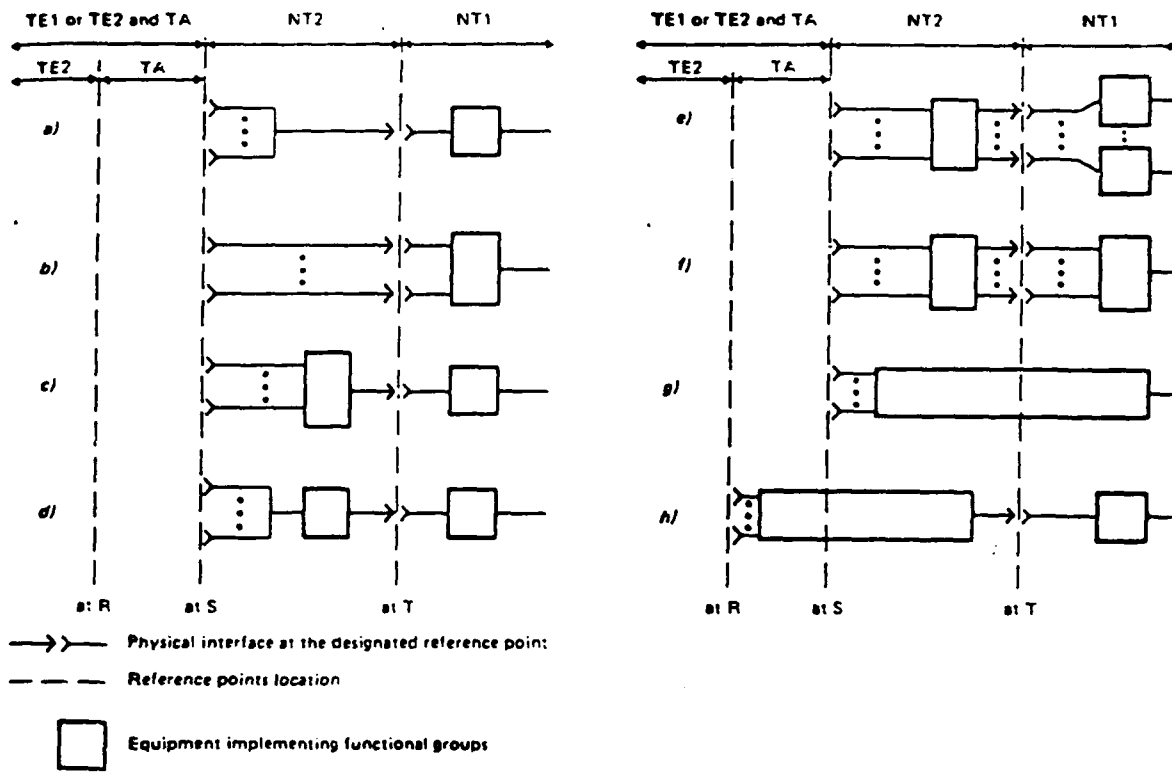 TE1 or TE2 and TA NT2 NT1
TE2 TA
a)
b)
c)
d)
at R at S at T
TE1 or TE2 and TA NT2 NT1
TE2 TA
e)
f)
g)
h)
at R at S at T
Physical interface at the designated reference point
Reference points location
Equipment implementing functional groups